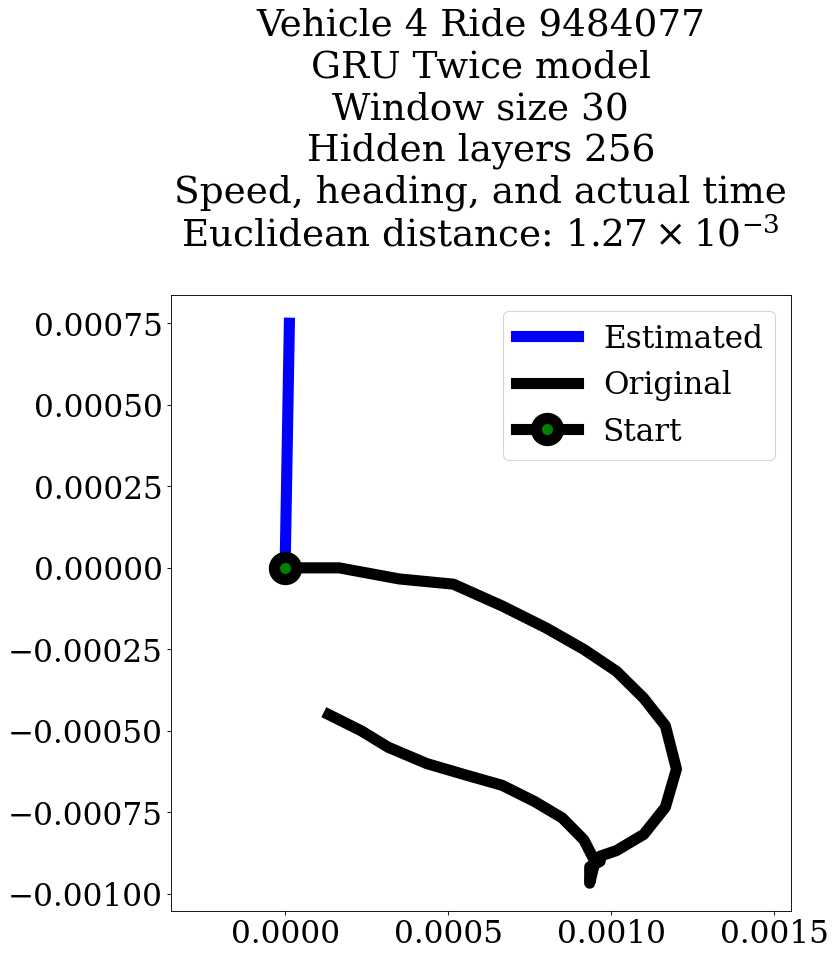 Vehicle 4 Ride 9484077
GRU Twice model
Window size 30
Hidden layers 256
Speed, heading, and actual time
Euclidean distance: 1.27 × 10⁻³
Estimated
Original
Start
0.00075
0.00050
0.00025
0.00000
−0.00025
−0.00050
−0.00075
−0.00100
0.0000 0.0005 0.0010 0.0015